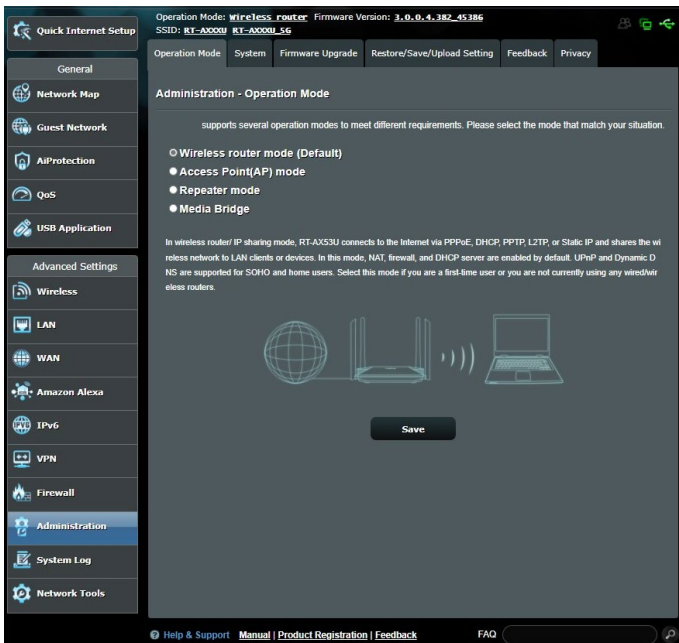 Quick Internet Setup
Operation Mode: Wireless router Firmware Version: 3.0.0.4.382_45386
SSID: RT-AXXXU RT-AXXXU_5G
Operation Mode System Firmware Upgrade Restore/Save/Upload Setting Feedback Privacy
General
Network Map
Guest Network
AiProtection
QoS
USB Application
Advanced Settings
Wireless
LAN
WAN
Amazon Alexa
IPv6
VPN
Firewall
Administration
System Log
Network Tools
Administration - Operation Mode
supports several operation modes to meet different requirements. Please select the mode that match your situation.
Wireless router mode (Default)
Access Point(AP) mode
Repeater mode
Media Bridge
In wireless router/ IP sharing mode, RT-AX53U connects to the Internet via PPPoE, DHCP, PPTP, L2TP, or Static IP and shares the wi
reless network to LAN clients or devices. In this mode, NAT, firewall, and DHCP server are enabled by default. UPnP and Dynamic D
NS are supported for SOHO and home users. Select this mode if you are a first-time user or you are not currently using any wired/wir
eless routers.
Save
Help & Support Manual | Product Registration | Feedback FAQ